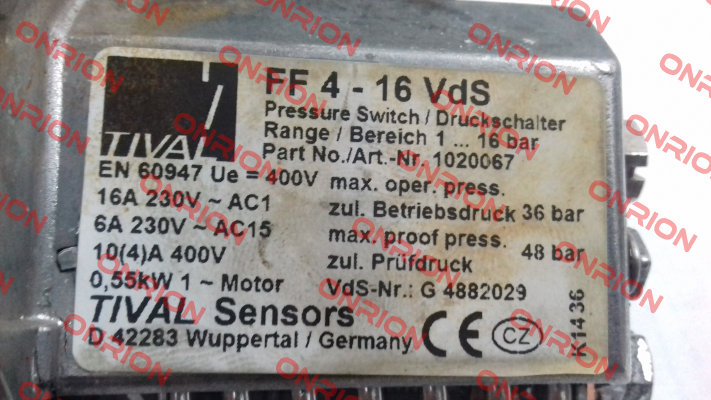 TIVAL
FF 4 - 16 VdS
Pressure Switch / Druckschalter
Range / Bereich 1 ... 16 bar
Part No./Art.-Nr. 1020067
EN 60947 Ue = 400V
16A 230V ~ AC1
6A 230V ~ AC15
10(4)A 400V
0,55kW 1 ~ Motor
max. oper. press.
zul. Betriebsdruck 36 bar
max. proof press. 48 bar
zul. Prüfdruck
VdS-Nr.: G 4882029
TIVAL Sensors
D 42283 Wuppertal / Germany
CE
CZ
K1436
ONRION